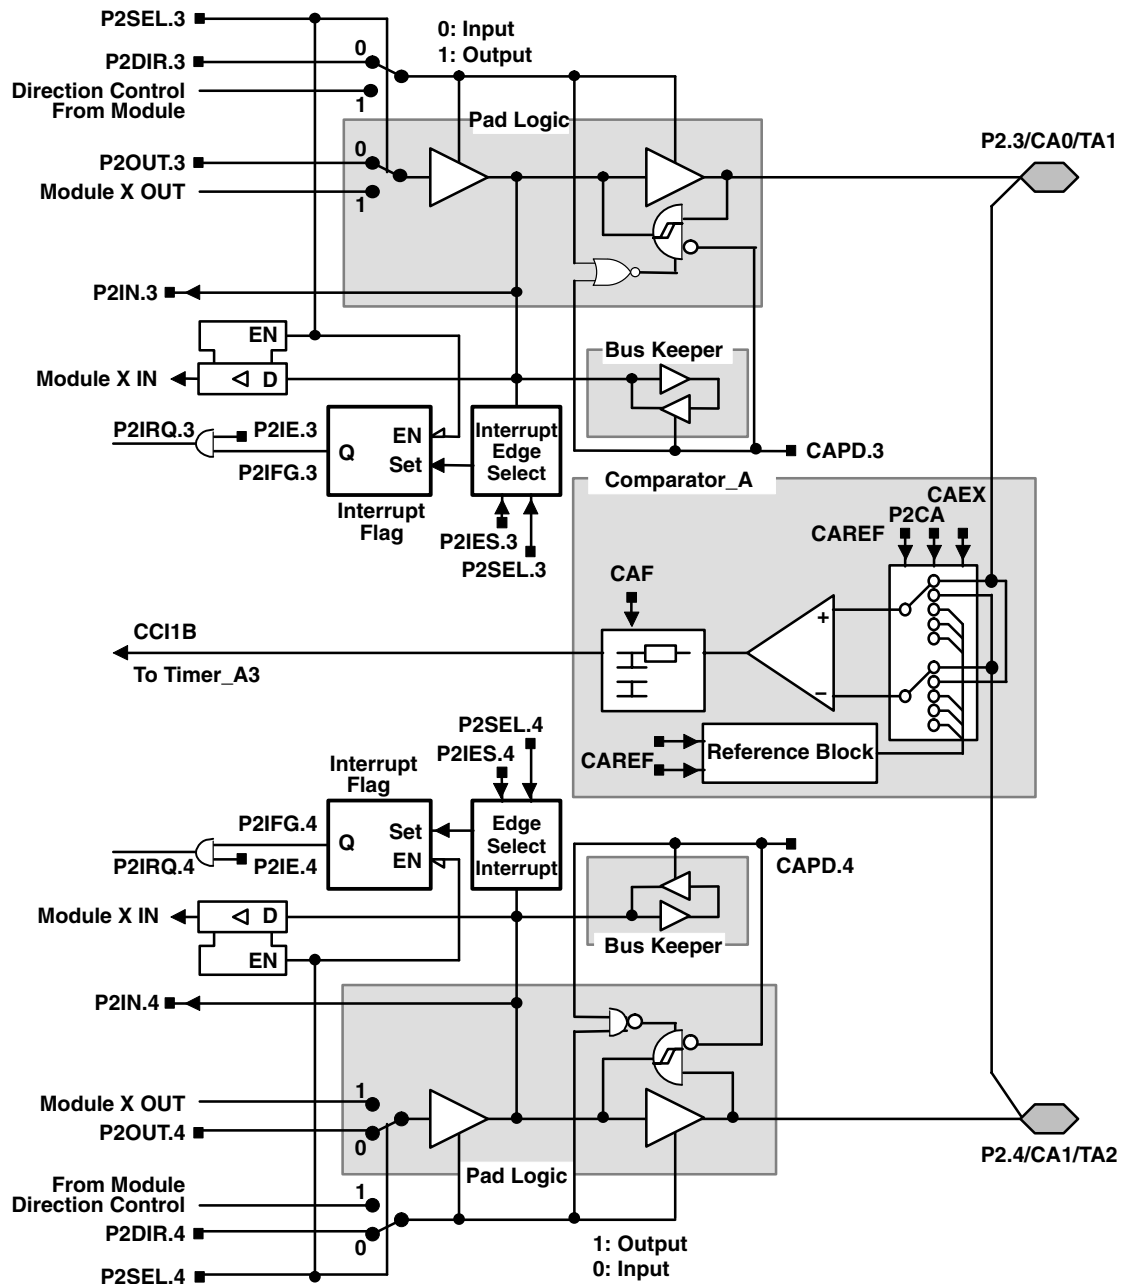 P2SEL.3
0: Input
1: Output
P2DIR.3
0
Direction Control
From Module
1
Pad Logic
P2.3/CA0/TA1
P2OUT.3
0
Module X OUT
1
P2IN.3
EN
Bus Keeper
Module X IN
D
P2IRQ.3
P2IE.3
P2IFG.3
Q
EN
Set
Interrupt
Edge
Select
CAPD.3
Comparator_A
Interrupt
Flag
P2IES.3
P2SEL.3
CAREF
P2CA
CAEX
CAF
+
CCI1B
To Timer_A3
−
P2SEL.4
P2IES.4
CAREF
Reference Block
Interrupt
Flag
P2IFG.4
Q
Set
EN
Edge
Select
Interrupt
P2IRQ.4
P2IE.4
CAPD.4
Module X IN
D
EN
Bus Keeper
P2IN.4
Module X OUT
1
P2OUT.4
0
P2.4/CA1/TA2
Pad Logic
From Module
Direction Control
1
P2DIR.4
0
1: Output
0: Input
P2SEL.4